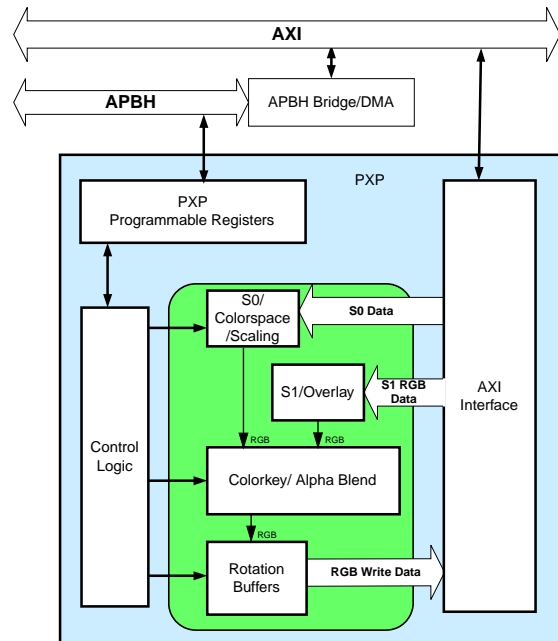 AXI
APBH
APBH Bridge/DMA
PXP
PXP
Programmable Registers
S0/
Colorspace
/Scaling
S0 Data
S1/Overlay
S1 RGB
Data
AXI
Interface
Control
Logic
RGB
RGB
Colorkey/ Alpha Blend
RGB
Rotation
Buffers
RGB Write Data